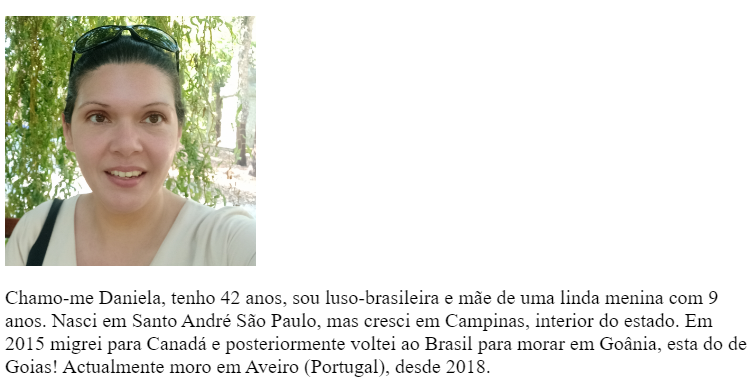 Chamo-me Daniela, tenho 42 anos, sou luso-brasileira e mãe de uma linda menina com 9
anos. Nasci em Santo André São Paulo, mas cresci em Campinas, interior do estado. Em
2015 migrei para Canadá e posteriormente voltei ao Brasil para morar em Goânia, esta do de
Goias! Actualmente moro em Aveiro (Portugal), desde 2018.